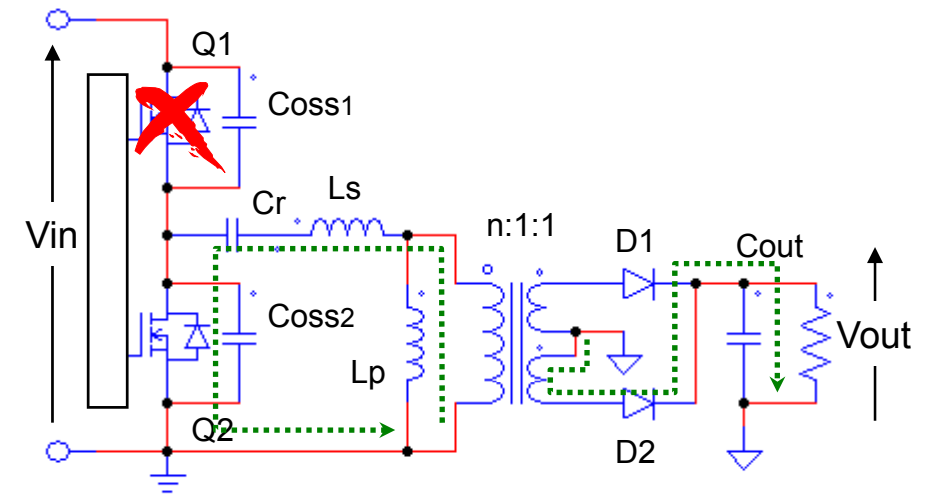 Q1
Coss1
Cr
Ls
Vin
n:1:1
D1
Cout
Coss2
Lp
Vout
Q2
D2